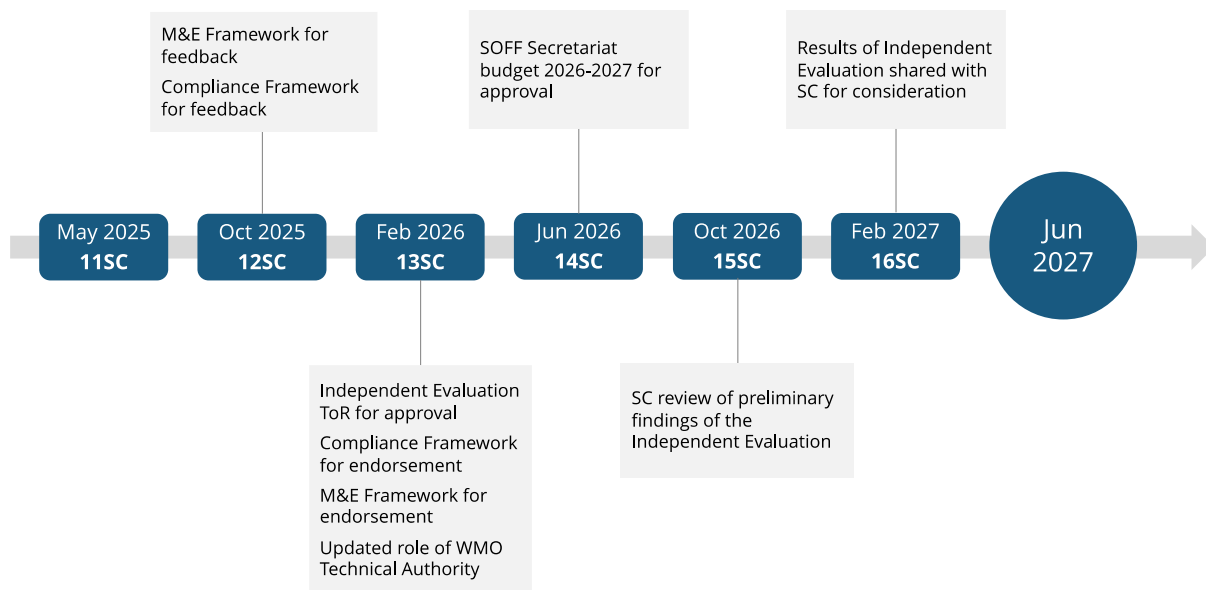 M&E Framework for
feedback
Compliance Framework
for feedback
SOFF Secretariat
budget 2026-2027 for
approval
Results of Independent
Evaluation shared with
SC for consideration
May 2025
11SC
Oct 2025
12SC
Feb 2026
13SC
Jun 2026
14SC
Oct 2026
15SC
Feb 2027
16SC
Jun
2027
Independent Evaluation
ToR for approval
Compliance Framework
for endorsement
M&E Framework for
endorsement
Updated role of WMO
Technical Authority
SC review of preliminary
findings of the
Independent Evaluation